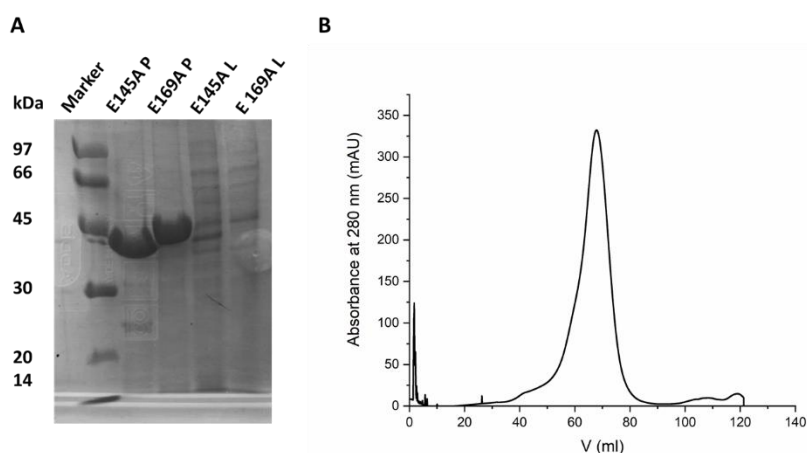 A
B
kDa
Marker
E145A P
E169A P
E145A L
E 169A L
97
66
45
30
20
14
Absorbance at 280 nm (mAU)
350
300
250
200
150
100
50
0
0 20 40 60 80 100 120 140
V (ml)